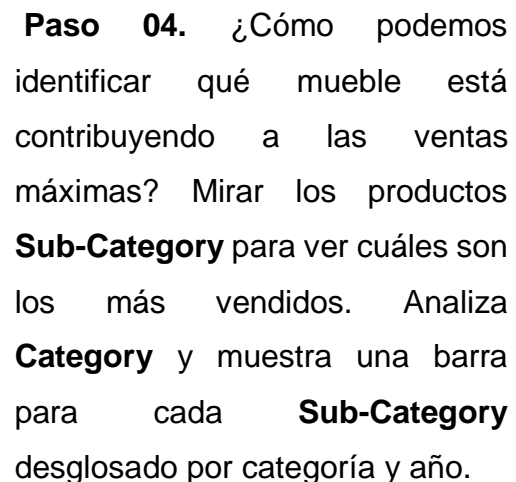 Paso 04. ¿Cómo podemos
identificar qué mueble está
contribuyendo a las ventas
máximas? Mirar los productos
Sub-Category para ver cuáles son
los más vendidos. Analiza
Category y muestra una barra
para cada Sub-Category
desglosado por categoría y año.